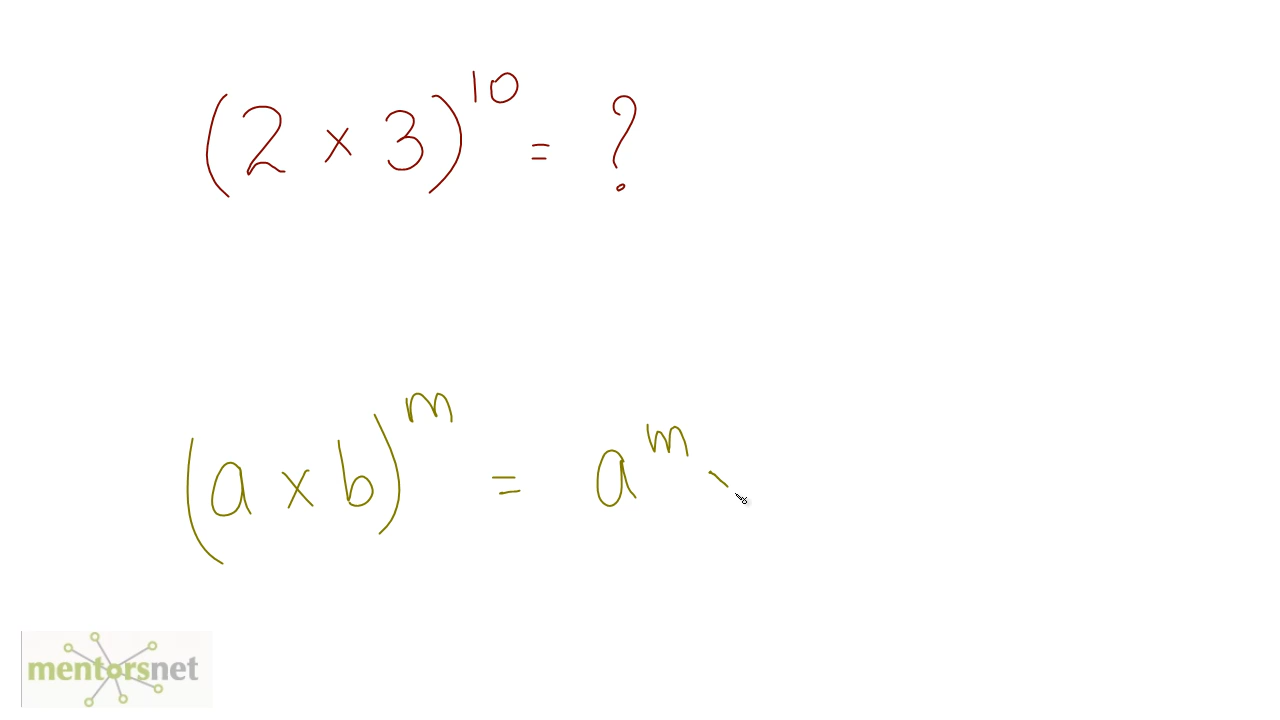 (2 × 3)^10 = ?
(a × b)^m = a^m
mentorsnet